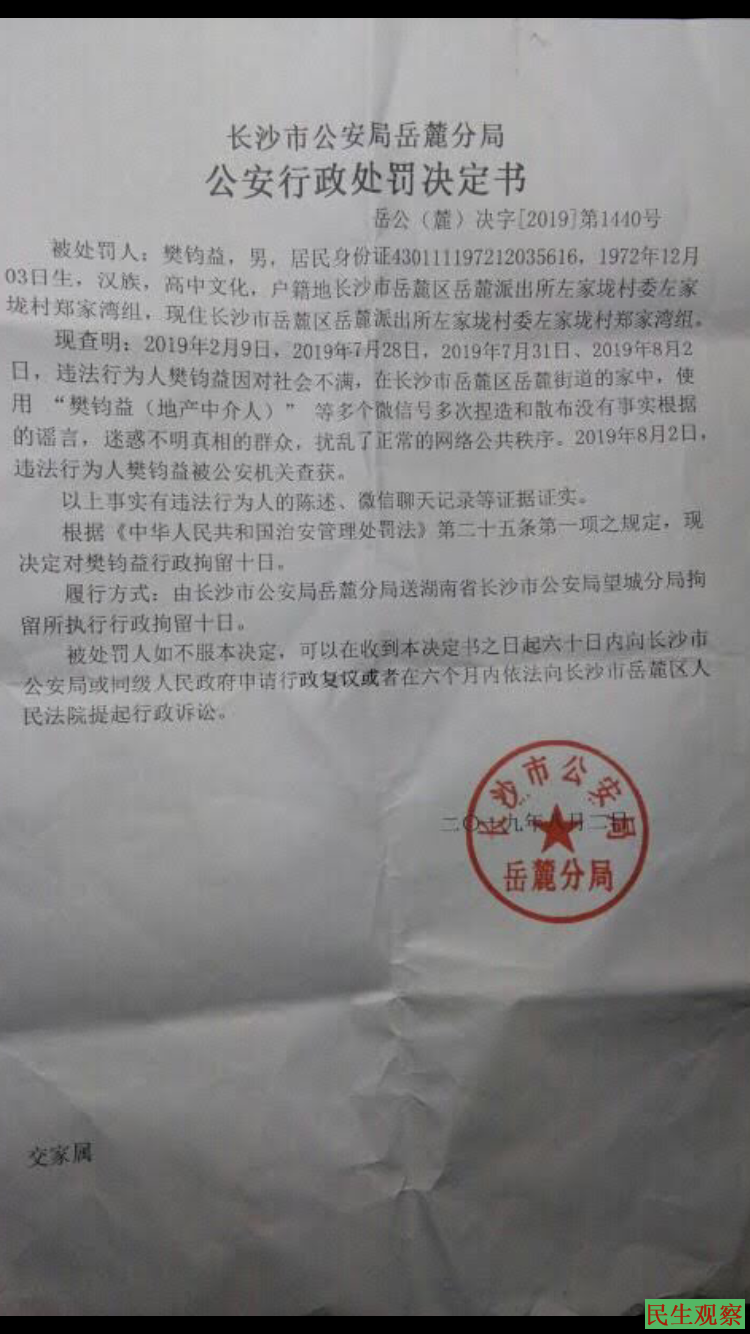 长沙市公安局岳麓分局
公安行政处罚决定书
岳公（麓）决字[2019]第1440号
被处罚人：樊钧益，男，居民身份证430111197212035616，1972年12月
03日生，汉族，高中文化，户籍地长沙市岳麓区岳麓派出所左家垅村委左家
垅村郑家湾组，现住长沙市岳麓区岳麓派出所左家垅村委左家垅村郑家湾组。
现查明：2019年2月9日，2019年7月28日，2019年7月31日、2019年8月2
日，违法行为人樊钧益因对社会不满，在长沙市岳麓区岳麓街道的家中，使
用 “樊钧益（地产中介人）” 等多个微信号多次捏造和散布没有事实根据
的谣言，迷惑不明真相的群众，扰乱了正常的网络公共秩序。2019年8月2日，
违法行为人樊钧益被公安机关查获。
以上事实有违法行为人的陈述、微信聊天记录等证据证实。
根据《中华人民共和国治安管理处罚法》第二十五条第一项之规定，现
决定对樊钧益行政拘留十日。
履行方式：由长沙市公安局岳麓分局送湖南省长沙市公安局望城分局拘
留所执行行政拘留十日。
被处罚人如不服本决定，可以在收到本决定书之日起六十日内向长沙市
公安局或同级人民政府申请行政复议或者在六个月内依法向长沙市岳麓区人
民法院提起行政诉讼。
长沙市公安局
二〇一九年八月二日
岳麓分局
交家属
民生观察